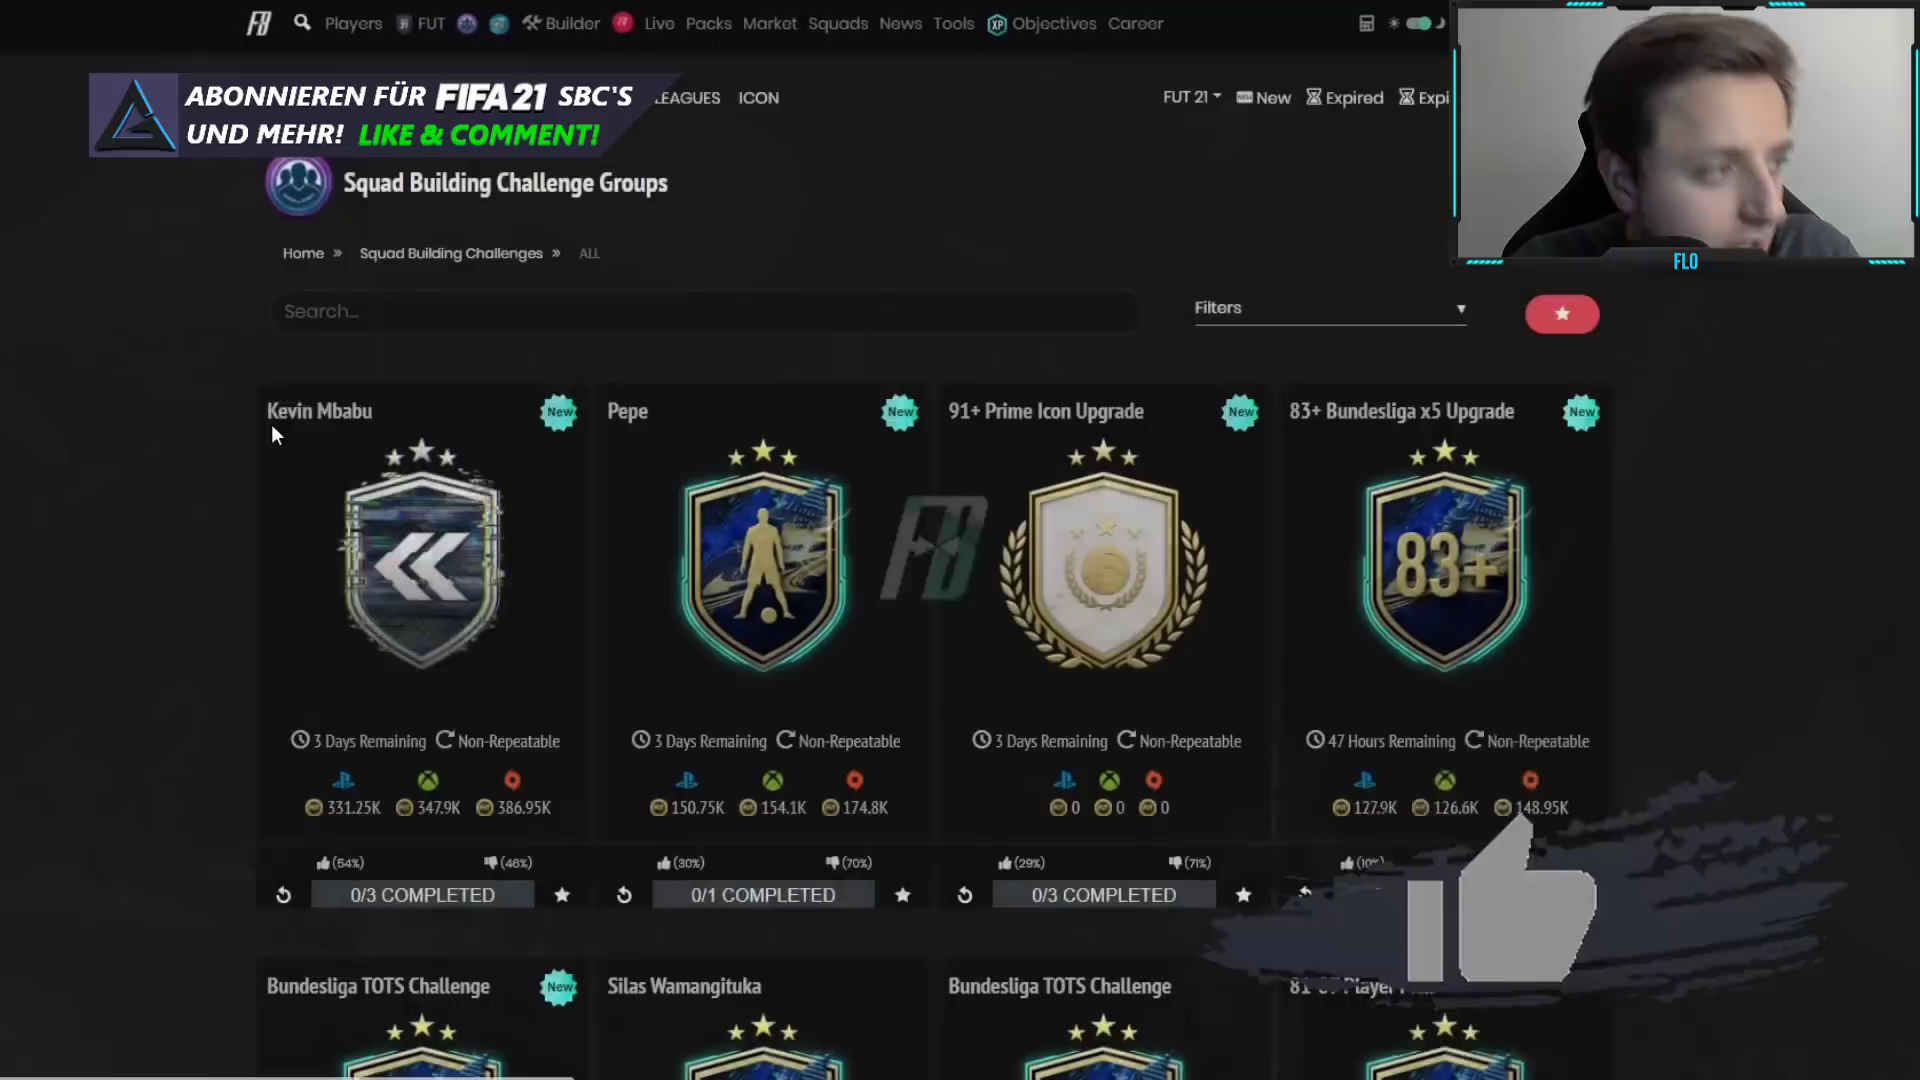 Players FUT Builder Live Packs Market Squads News Tools XP Objectives Career
ABONNIEREN FÜR FIFA 21 SBC'S
UND MEHR! LIKE & COMMENT!
LEAGUES ICON
FUT 21 New Expired
Squad Building Challenge Groups
Home » Squad Building Challenges » ALL
FLO
Search...
Filters
Kevin Mbabu New
Pepe New
91+ Prime Icon Upgrade New
83+ Bundesliga x5 Upgrade New
83+
3 Days Remaining Non-Repeatable
3 Days Remaining Non-Repeatable
3 Days Remaining Non-Repeatable
47 Hours Remaining Non-Repeatable
331.25K 347.9K 386.95K
150.75K 154.1K 174.8K
0 0 0
127.9K 126.6K 148.95K
(54%) (46%)
(30%) (70%)
(29%) (71%)
0/3 COMPLETED
0/1 COMPLETED
0/3 COMPLETED
Bundesliga TOTS Challenge New
Silas Wamangituka
Bundesliga TOTS Challenge
Player